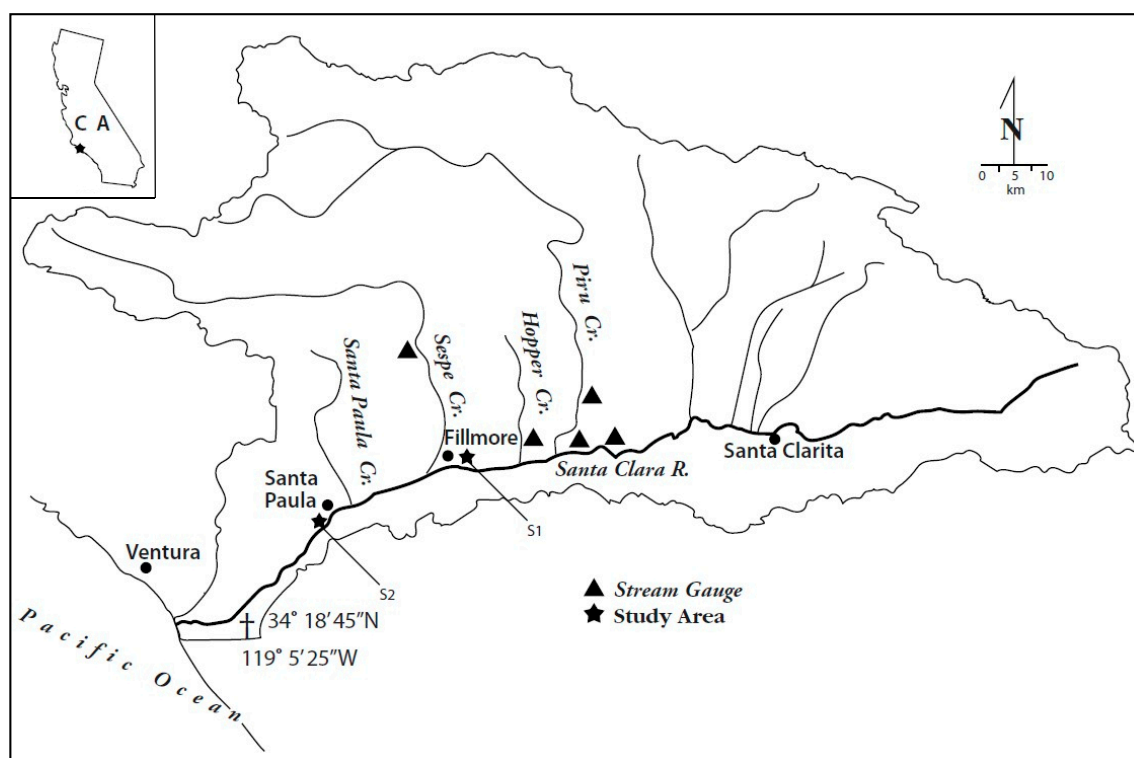 C A
N
0 5 10
km
Piru Cr.
Hopper Cr.
Sespe Cr.
Santa Paula Cr.
Fillmore
Santa Clarita
Santa Clara R.
Santa
Paula
S1
Ventura
S2
Stream Gauge
Study Area
34° 18'45"N
119° 5'25"W
Pacific Ocean